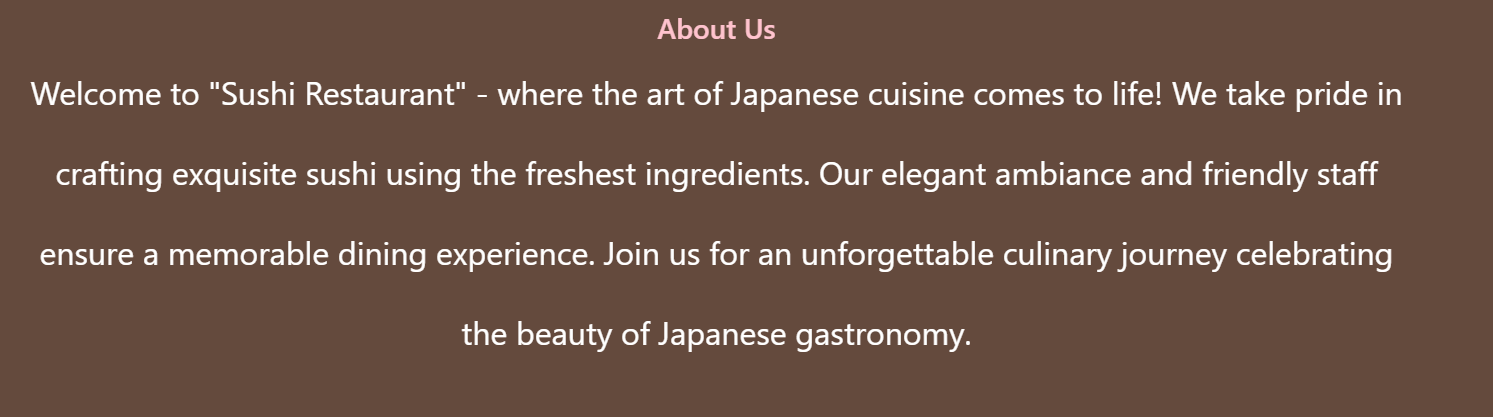 About Us
Welcome to "Sushi Restaurant" - where the art of Japanese cuisine comes to life! We take pride in
crafting exquisite sushi using the freshest ingredients. Our elegant ambiance and friendly staff
ensure a memorable dining experience. Join us for an unforgettable culinary journey celebrating
the beauty of Japanese gastronomy.